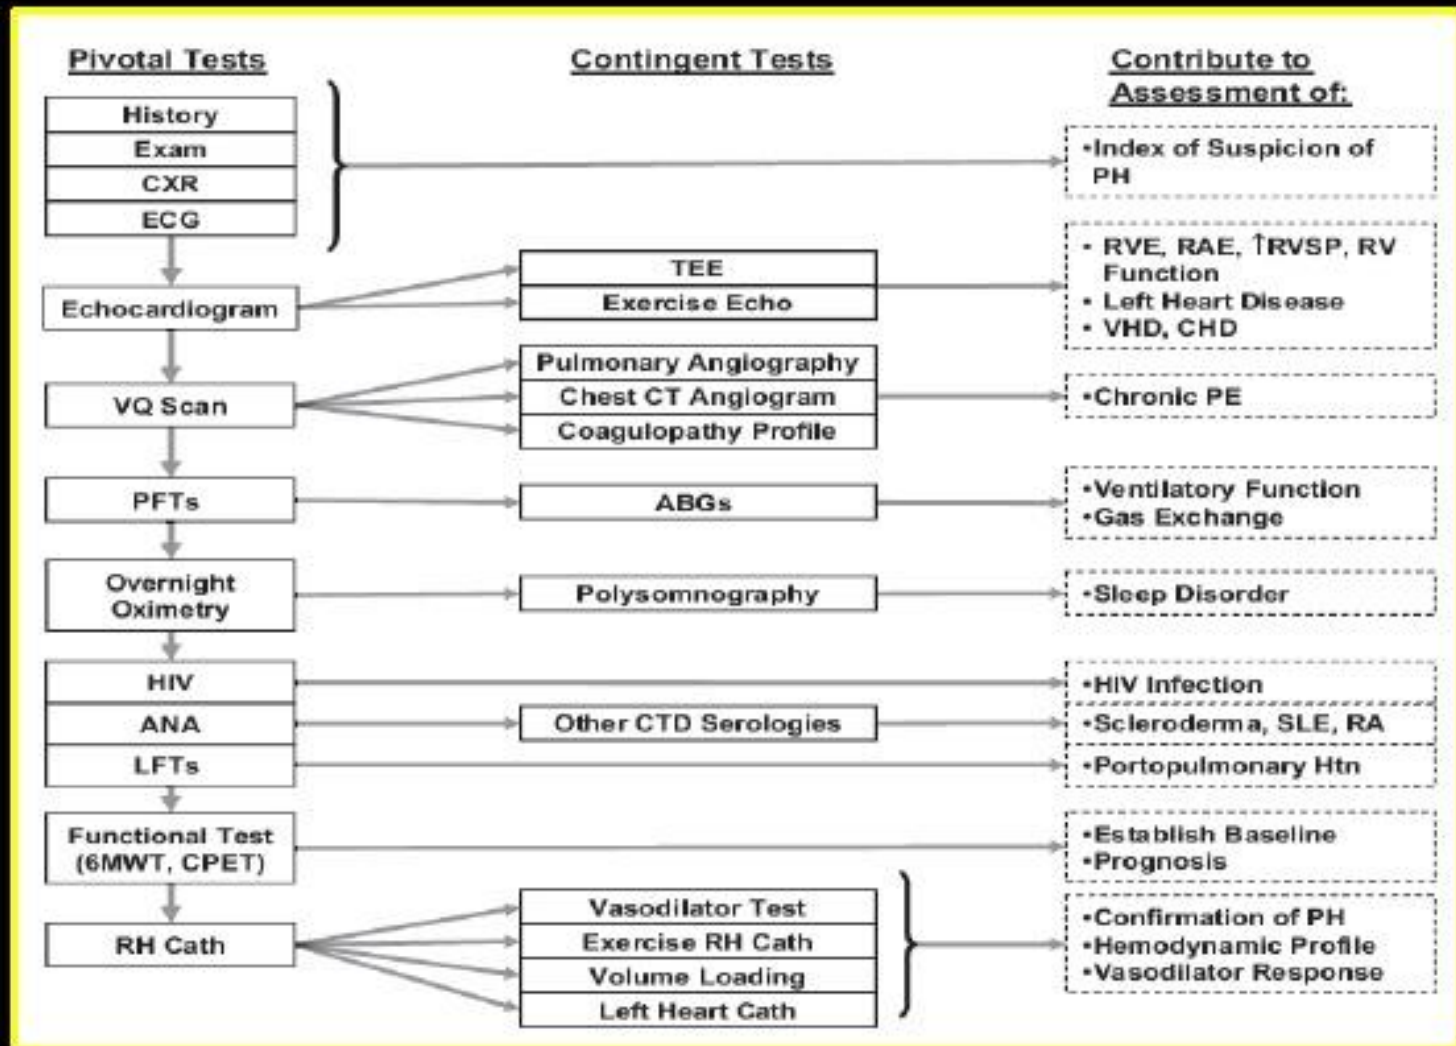 Pivotal Tests
Contingent Tests
Contribute to
Assessment of:
History
Exam
CXR
ECG
•Index of Suspicion of
PH
Echocardiogram
TEE
Exercise Echo
• RVE, RAE, ↑RVSP, RV
Function
• Left Heart Disease
• VHD, CHD
VQ Scan
Pulmonary Angiography
Chest CT Angiogram
Coagulopathy Profile
•Chronic PE
PFTs
ABGs
•Ventilatory Function
•Gas Exchange
Overnight
Oximetry
Polysomnography
•Sleep Disorder
HIV
•HIV Infection
ANA
Other CTD Serologies
•Scleroderma, SLE, RA
LFTs
•Portopulmonary Htn
Functional Test
(6MWT, CPET)
•Establish Baseline
•Prognosis
RH Cath
Vasodilator Test
Exercise RH Cath
Volume Loading
Left Heart Cath
•Confirmation of PH
•Hemodynamic Profile
•Vasodilator Response